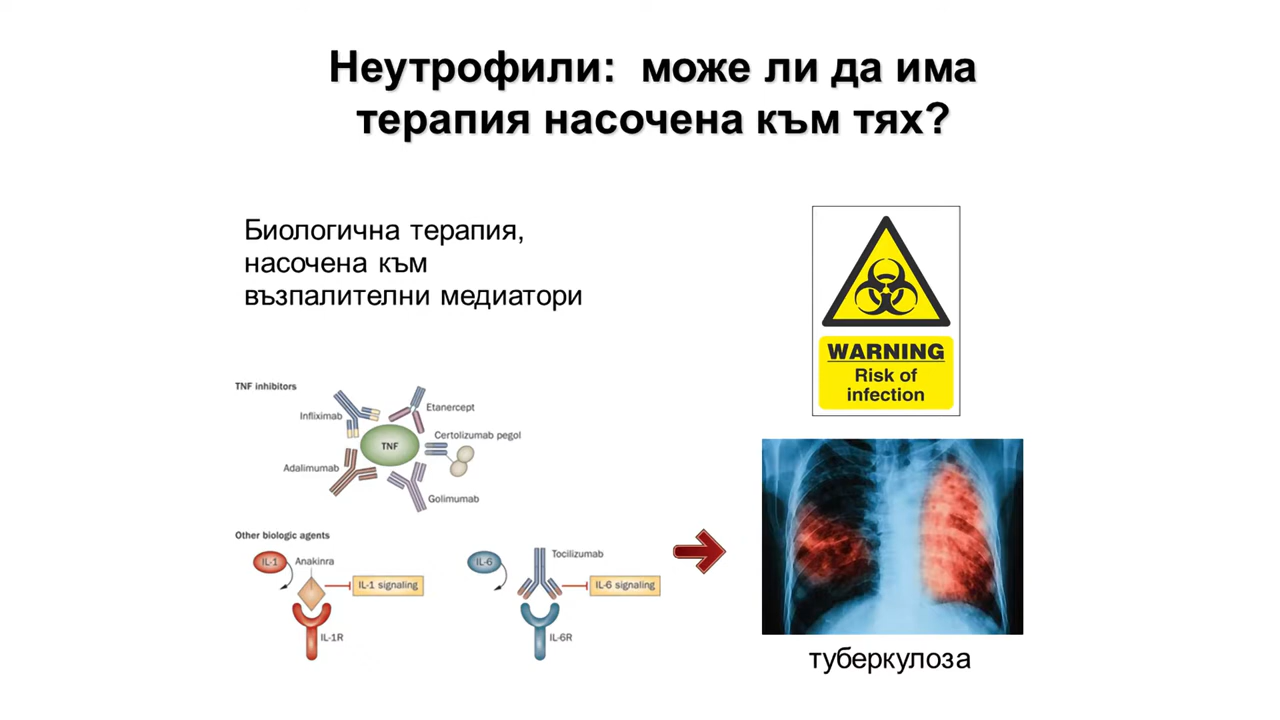 Неутрофили: може ли да има
терапия насочена към тях?
Биологична терапия,
насочена към
възпалителни медиатори
WARNING
Risk of
infection
TNF inhibitors
Infliximab
Etanercept
TNF
Certolizumab pegol
Adalimumab
Golimumab
Other biologic agents
IL-1
Anakinra
IL-1 signaling
IL-1R
IL-6
Tocilizumab
IL-6 signaling
IL-6R
туберкулоза